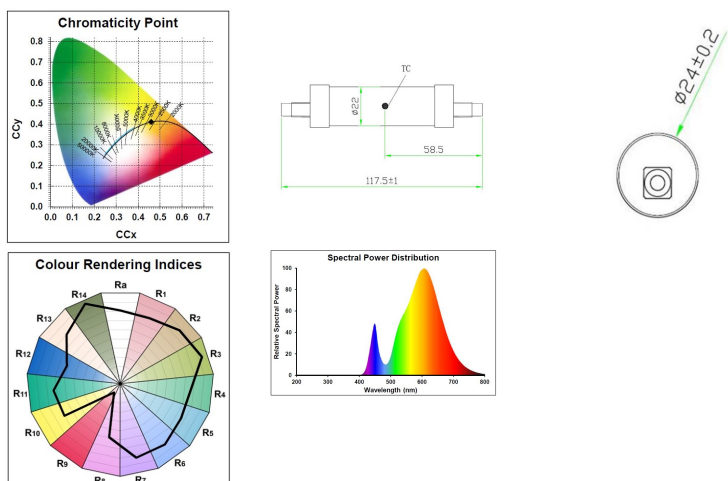 Chromaticity Point
CCy
0.8
0.7
0.6
0.5
0.4
0.3
0.2
0.1
0.0
0.0 0.1 0.2 0.3 0.4 0.5 0.6 0.7
CCx
TC
ø22
58.5
117.5±1
ø24±0.2
Colour Rendering Indices
Ra
R1
R2
R3
R4
R5
R6
R7
R8
R9
R10
R11
R12
R13
R14
Spectral Power Distribution
Relative Spectral Power
100
80
60
40
20
0
200 300 400 500 600 700 800
Wavelength (nm)